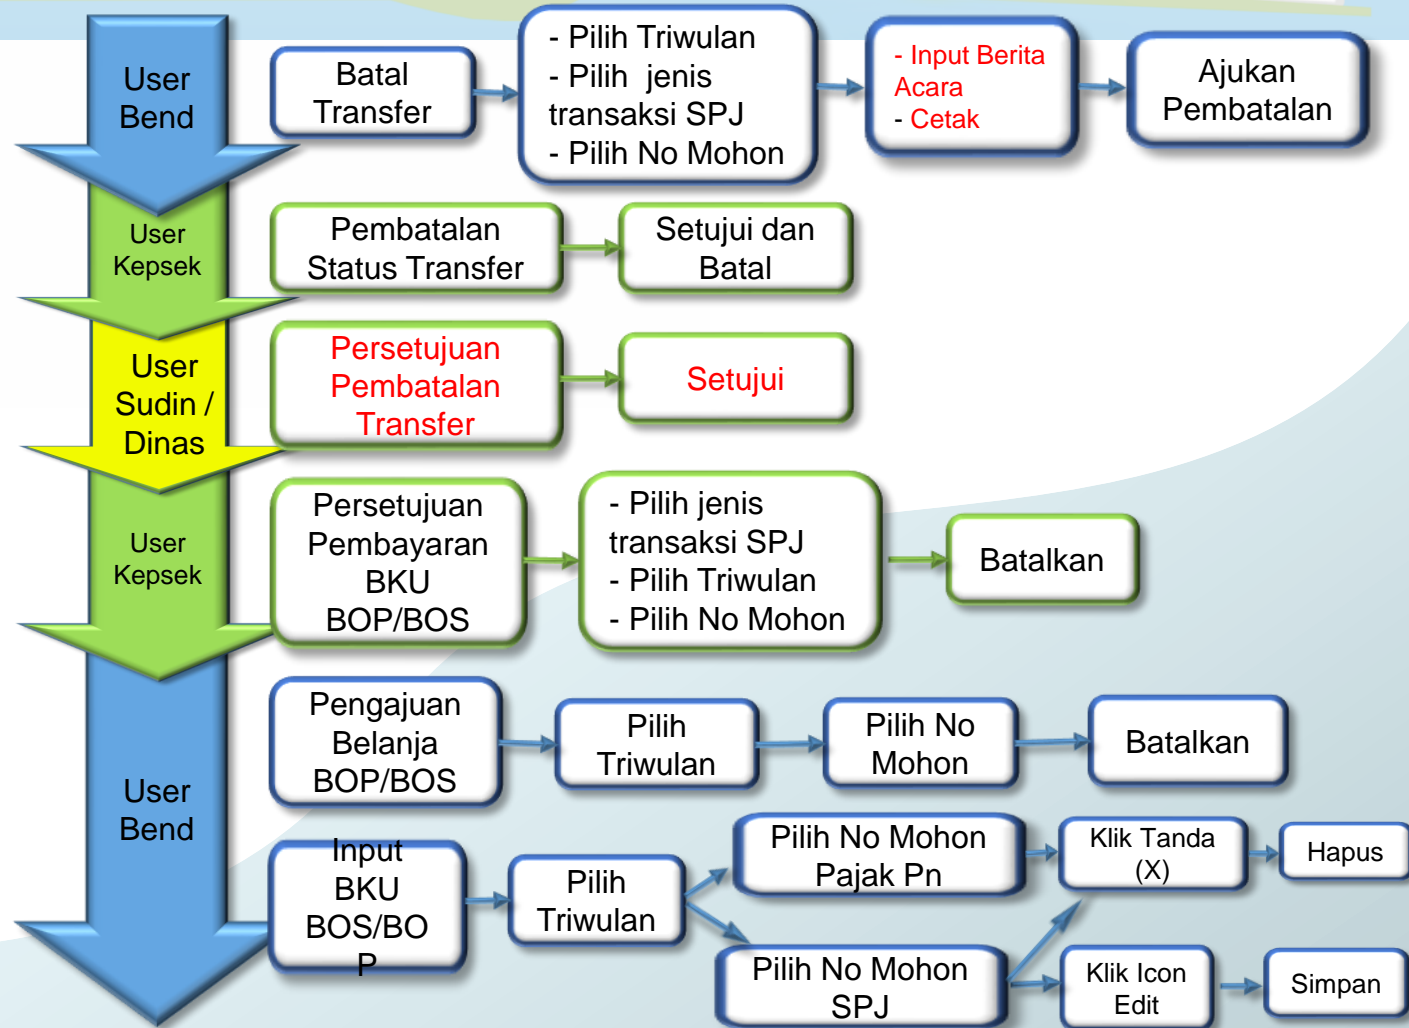 User
Bend
Batal
Transfer
- Pilih Triwulan
- Pilih jenis
transaksi SPJ
- Pilih No Mohon
- Input Berita
Acara
- Cetak
Ajukan
Pembatalan
User
Kepsek
Pembatalan
Status Transfer
Setujui dan
Batal
User
Sudin /
Dinas
Persetujuan
Pembatalan
Transfer
Setujui
User
Kepsek
Persetujuan
Pembayaran
BKU
BOP/BOS
- Pilih jenis
transaksi SPJ
- Pilih Triwulan
- Pilih No Mohon
Batalkan
User
Bend
Pengajuan
Belanja
BOP/BOS
Pilih
Triwulan
Pilih No
Mohon
Batalkan
Input
BKU
BOS/BO
P
Pilih
Triwulan
Pilih No Mohon
Pajak Pn
Klik Tanda
(X)
Hapus
Pilih No Mohon
SPJ
Klik Icon
Edit
Simpan